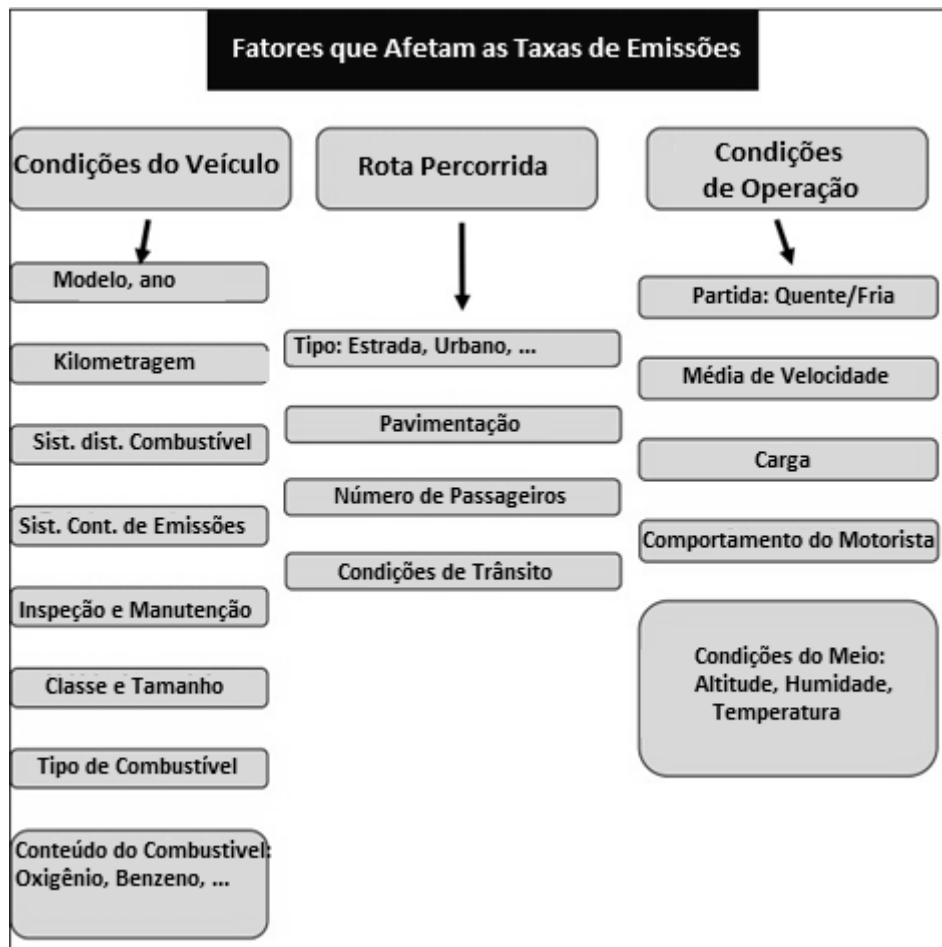 Fatores que Afetam as Taxas de Emissões
Condições do Veículo
Modelo, ano
Kilometragem
Sist. dist. Combustível
Sist. Cont. de Emissões
Inspeção e Manutenção
Classe e Tamanho
Tipo de Combustível
Conteúdo do Combustivel:
Oxigênio, Benzeno, ...
Rota Percorrida
Tipo: Estrada, Urbano, ...
Pavimentação
Número de Passageiros
Condições de Trânsito
Condições
de Operação
Partida: Quente/Fria
Média de Velocidade
Carga
Comportamento do Motorista
Condições do Meio:
Altitude, Humidade,
Temperatura